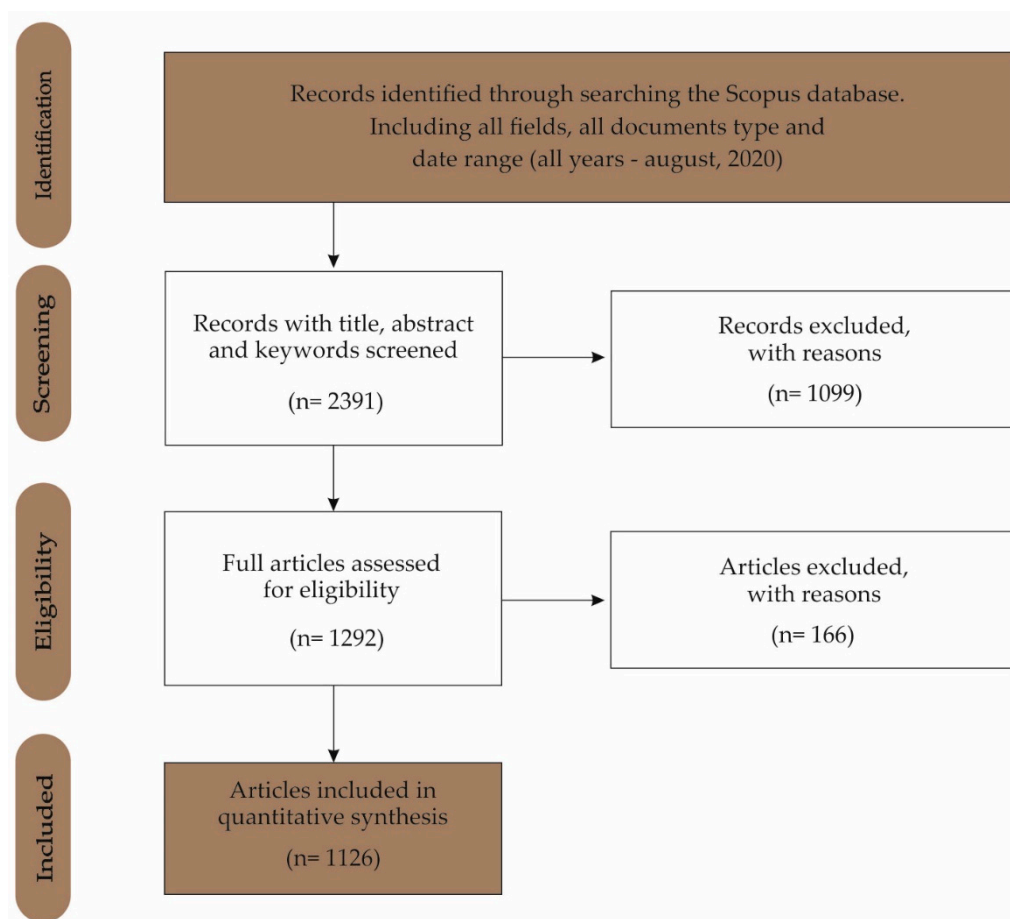 Identification
Records identified through searching the Scopus database.
Including all fields, all documents type and
date range (all years - august, 2020)
Screening
Records with title, abstract
and keywords screened
(n= 2391)
Records excluded,
with reasons
(n= 1099)
Eligibility
Full articles assessed
for eligibility
(n= 1292)
Articles excluded,
with reasons
(n= 166)
Included
Articles included in
quantitative synthesis
(n= 1126)